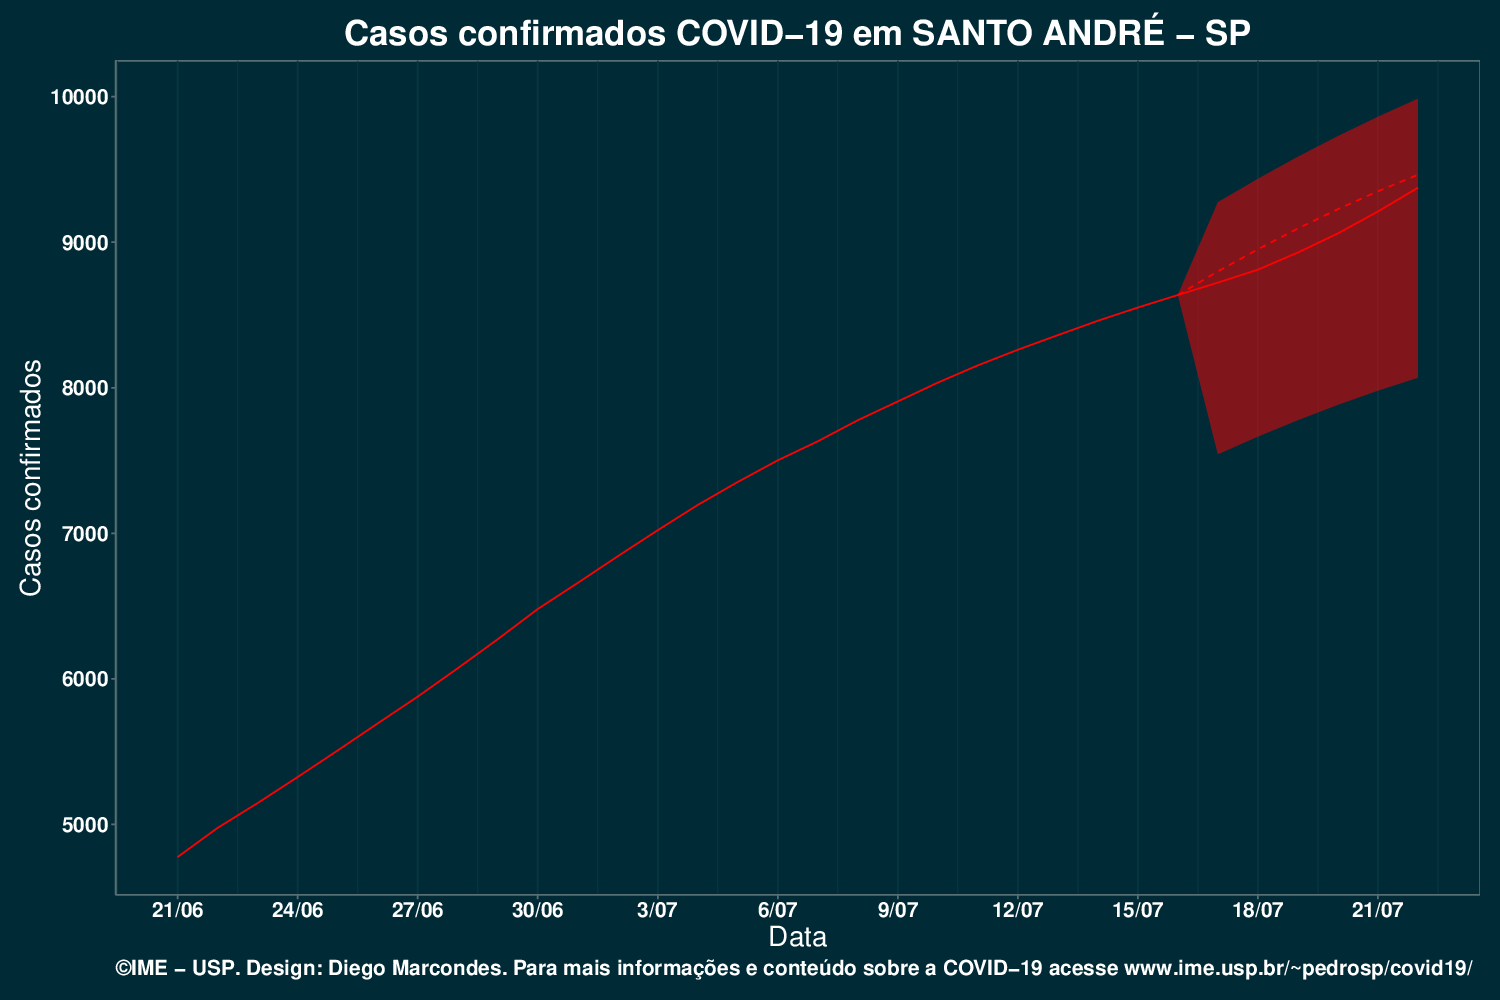 Casos confirmados COVID−19 em SANTO ANDRÉ − SP
10000
9000
8000
7000
6000
5000
Casos confirmados
21/06 24/06 27/06 30/06 3/07 6/07 9/07 12/07 15/07 18/07 21/07
Data
©IME − USP. Design: Diego Marcondes. Para mais informações e conteúdo sobre a COVID−19 acesse www.ime.usp.br/~pedrosp/covid19/